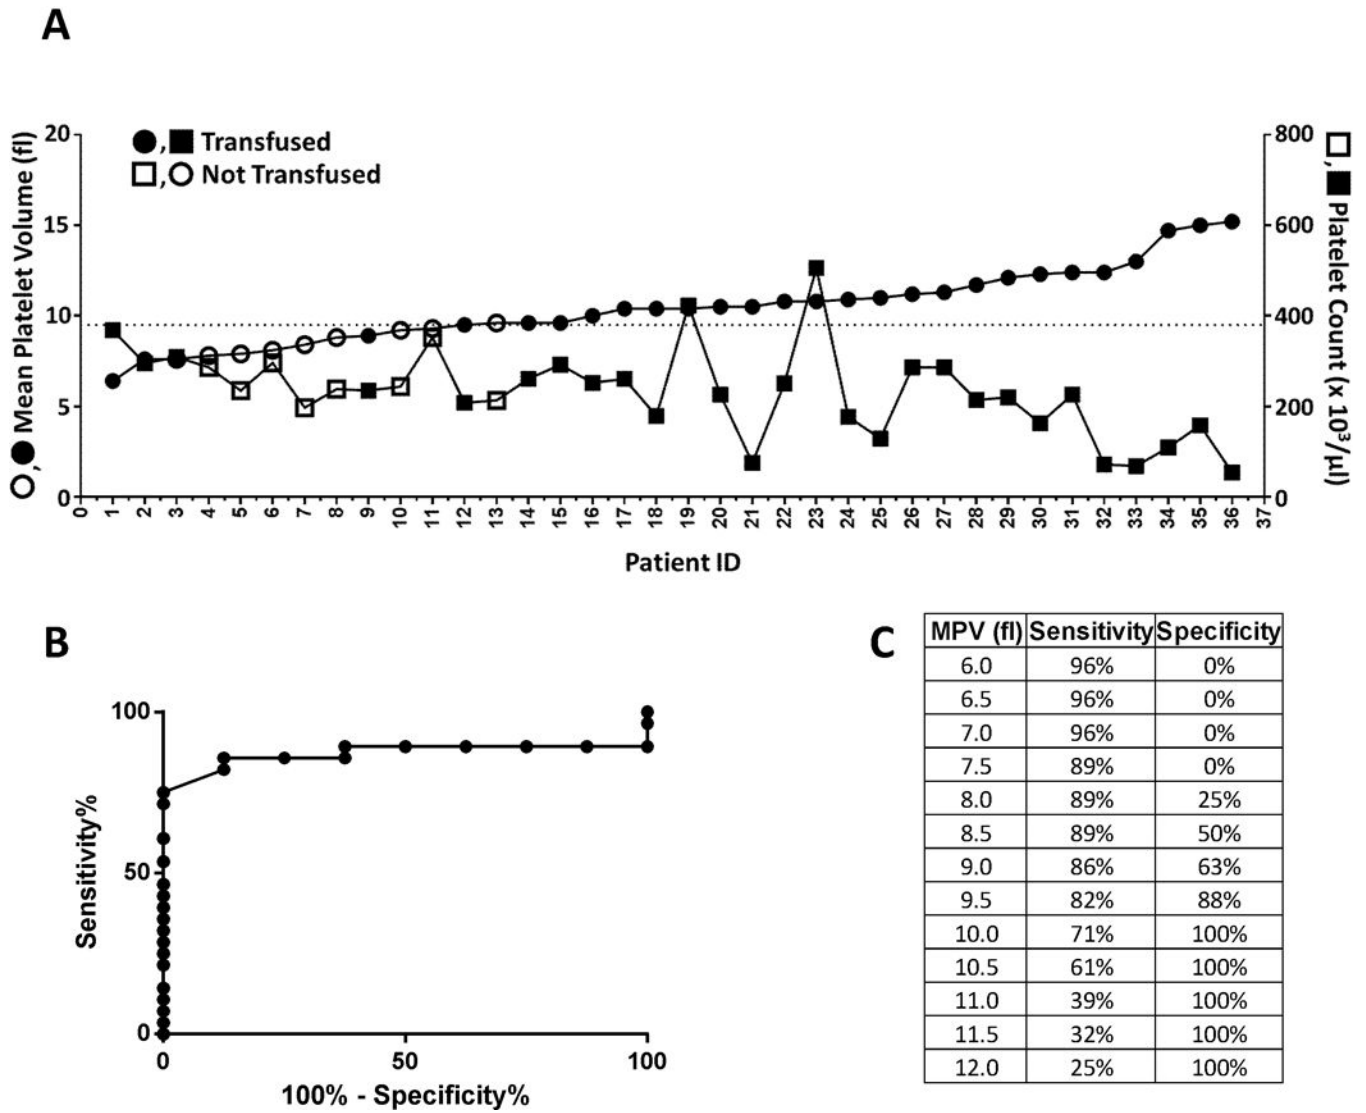 A
Mean Platelet Volume (fl)
20
15
10
5
0
, Transfused
, Not Transfused
800
600
400
200
0
, Platelet Count (x 10³/μl)
0 1 2 3 4 5 6 7 8 9 10 11 12 13 14 15 16 17 18 19 20 21 22 23 24 25 26 27 28 29 30 31 32 33 34 35 36 37
Patient ID
B
Sensitivity%
100
50
0
0 50 100
100% - Specificity%
C
MPV (fl) Sensitivity Specificity
6.0 96% 0%
6.5 96% 0%
7.0 96% 0%
7.5 89% 0%
8.0 89% 25%
8.5 89% 50%
9.0 86% 63%
9.5 82% 88%
10.0 71% 100%
10.5 61% 100%
11.0 39% 100%
11.5 32% 100%
12.0 25% 100%